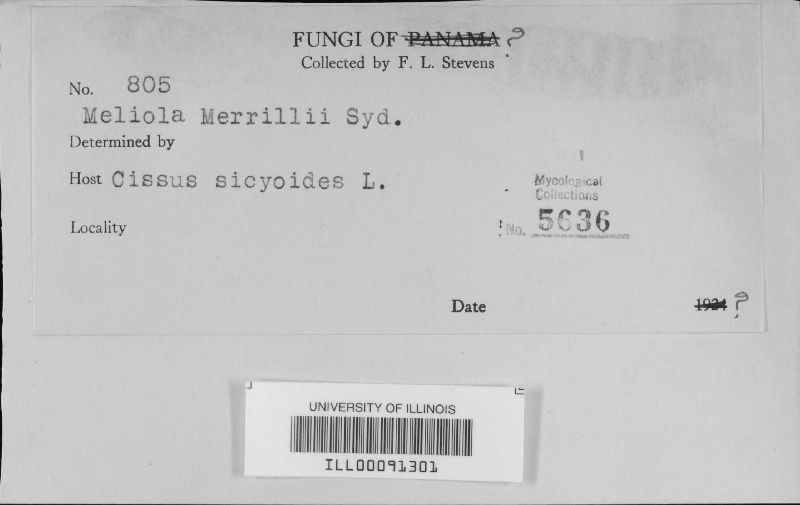 FUNGI OF PANAMA ?
Collected by F. L. Stevens
No. 805
Meliola Merrillii Syd.
Determined by
Host Cissus sicyoides L.
Mycological
Collections
No. 5636
Locality
Date 1924 ?
UNIVERSITY OF ILLINOIS
ILL00091301